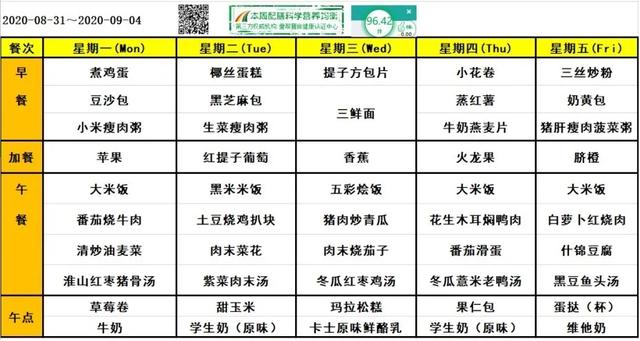 2020-08-31～2020-09-04
本周配膳科学营养均衡
96.42
分
0.00
餐次 星期一(Mon) 星期二(Tue) 星期三(Wed) 星期四(Thu) 星期五(Fri)
早餐 煮鸡蛋 椰丝蛋糕 提子方包片 小花卷 三丝炒粉
豆沙包 黑芝麻包 三鲜面 蒸红薯 奶黄包
小米瘦肉粥 生菜瘦肉粥 牛奶燕麦片 猪肝瘦肉菠菜粥
加餐 苹果 红提子葡萄 香蕉 火龙果 脐橙
午餐 大米饭 黑米米饭 五彩烩饭 大米饭 大米饭
番茄烧牛肉 土豆烧鸡扒块 猪肉炒青瓜 花生木耳焖鸭肉 白萝卜红烧肉
清炒油麦菜 肉末菜花 肉末烧茄子 番茄滑蛋 什锦豆腐
淮山红枣猪骨汤 紫菜肉末汤 冬瓜红枣鸡汤 冬瓜薏米老鸭汤 黑豆鱼头汤
午点 草莓卷 甜玉米 玛拉松糕 果仁包 蛋挞（杯）
牛奶 学生奶（原味） 卡士原味鲜酪乳 学生奶（原味） 维他奶